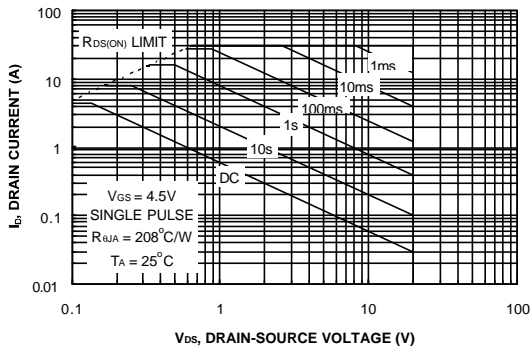 100
RDS(ON) LIMIT
1ms
10
10ms
100ms
1s
1
10s
DC
VGS = 4.5V
SINGLE PULSE
RθJA = 208°C/W
TA = 25°C
0.1
0.01
0.1
1
10
100
ID, DRAIN CURRENT (A)
VDS, DRAIN-SOURCE VOLTAGE (V)